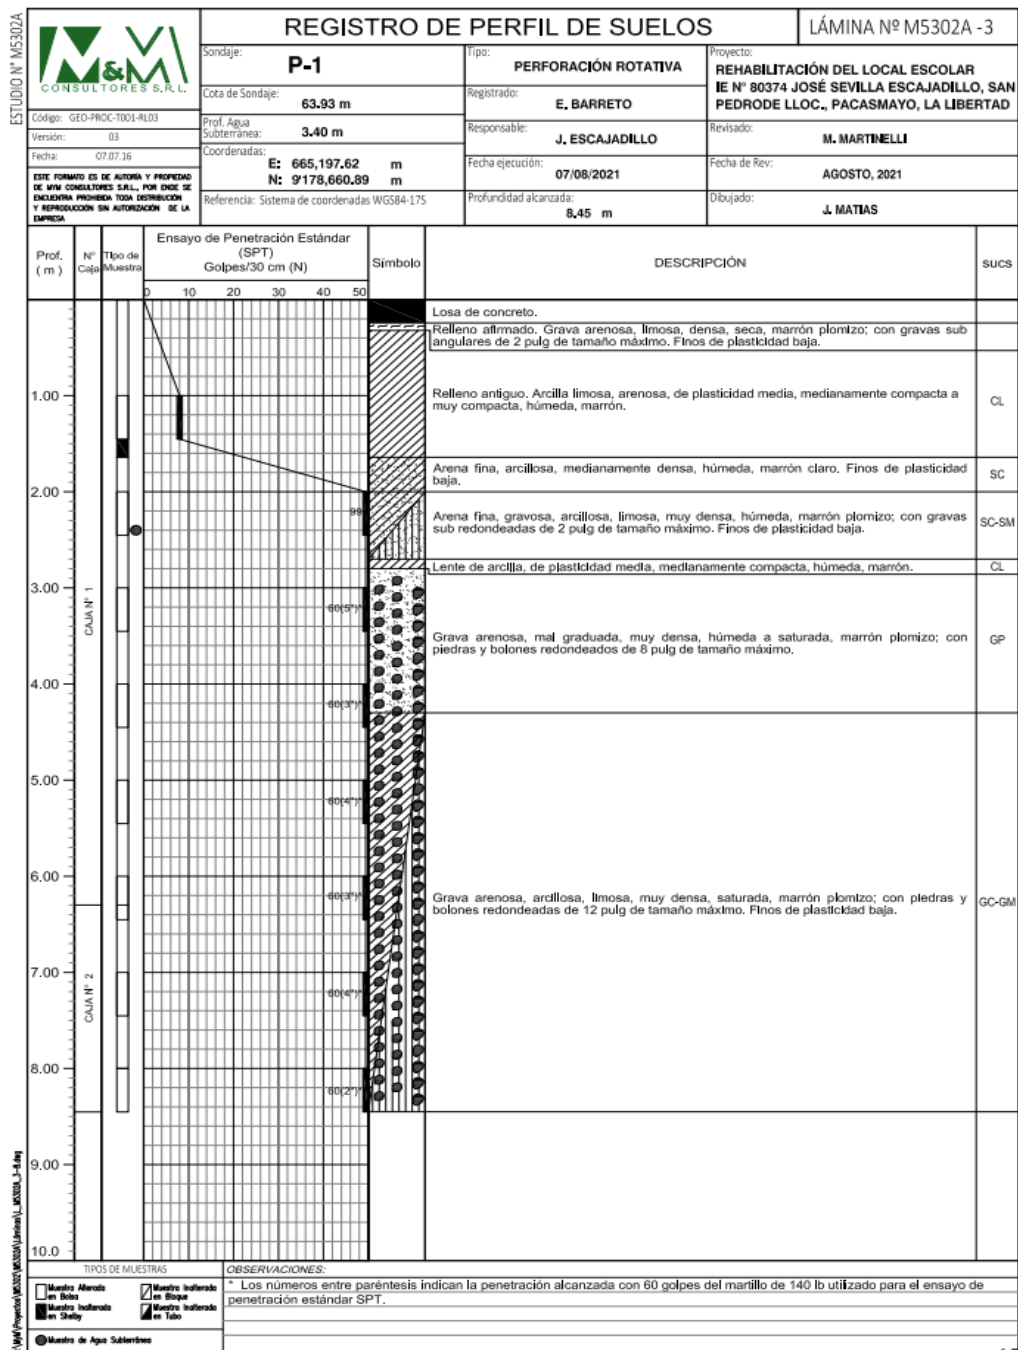 ESTUDIO N° M5302A
M&M
CONSULTORES S.R.L.
REGISTRO DE PERFIL DE SUELOS
LÁMINA Nº M5302A -3
Código: GEO-PROC-T001-RL03
Versión: 03
Fecha: 07.07.16
ESTE FORMATO ES DE AUTORÍA Y PROPIEDAD
DE MYM CONSULTORES S.R.L., POR ENDE SE
ENCUENTRA PROHIBIDA TODA DISTRIBUCIÓN
Y REPRODUCCIÓN SIN AUTORIZACIÓN DE LA
EMPRESA
Sondaje:
P-1
Cota de Sondaje:
63.93 m
Prof. Agua
Subterránea: 3.40 m
Coordenadas:
E: 665,197.62 m
N: 9'178,660.89 m
Referencia: Sistema de coordenadas WGS84-17S
Tipo:
PERFORACIÓN ROTATIVA
Registrado:
E. BARRETO
Responsable:
J. ESCAJADILLO
Fecha ejecución:
07/08/2021
Profundidad alcanzada:
8.45 m
Proyecto:
REHABILITACIÓN DEL LOCAL ESCOLAR
IE N° 80374 JOSÉ SEVILLA ESCAJADILLO, SAN
PEDRODE LLOC., PACASMAYO, LA LIBERTAD
Revisado:
M. MARTINELLI
Fecha de Rev:
AGOSTO, 2021
Dibujado:
J. MATIAS
Prof.
( m )
N°
Caja
Tipo de
Muestra
Ensayo de Penetración Estándar
(SPT)
Golpes/30 cm (N)
0 10 20 30 40 50
Símbolo
DESCRIPCIÓN
sucs
Losa de concreto.
Relleno afirmado. Grava arenosa, limosa, densa, seca, marrón plomizo; con gravas sub
angulares de 2 pulg de tamaño máximo. Finos de plasticidad baja.
1.00
Relleno antiguo. Arcilla limosa, arenosa, de plasticidad media, medianamente compacta a
muy compacta, húmeda, marrón.
CL
Arena fina, arcillosa, medianamente densa, húmeda, marrón claro. Finos de plasticidad
baja.
SC
2.00
99
Arena fina, gravosa, arcillosa, limosa, muy densa, húmeda, marrón plomizo; con gravas
sub redondeadas de 2 pulg de tamaño máximo. Finos de plasticidad baja.
SC-SM
Lente de arcilla, de plasticidad media, medianamente compacta, húmeda, marrón.
CL
3.00
CAJA N° 1
60(5")*
Grava arenosa, mal graduada, muy densa, húmeda a saturada, marrón plomizo; con
piedras y bolones redondeados de 8 pulg de tamaño máximo.
GP
4.00
60(3")*
5.00
60(4")*
6.00
60(3")*
Grava arenosa, arcillosa, limosa, muy densa, saturada, marrón plomizo; con piedras y
bolones redondeadas de 12 pulg de tamaño máximo. Finos de plasticidad baja.
GC-GM
7.00
CAJA N° 2
60(4")*
8.00
60(2")*
9.00
10.0
TIPOS DE MUESTRAS
Muestra Alterada
en Bolsa
Muestra Inalterada
en Bloque
Muestra Inalterada
en Shelby
Muestra Inalterada
en Tubo
Muestra de Agua Subterránea
OBSERVACIONES:
* Los números entre paréntesis indican la penetración alcanzada con 60 golpes del martillo de 140 lb utilizado para el ensayo de
penetración estándar SPT.